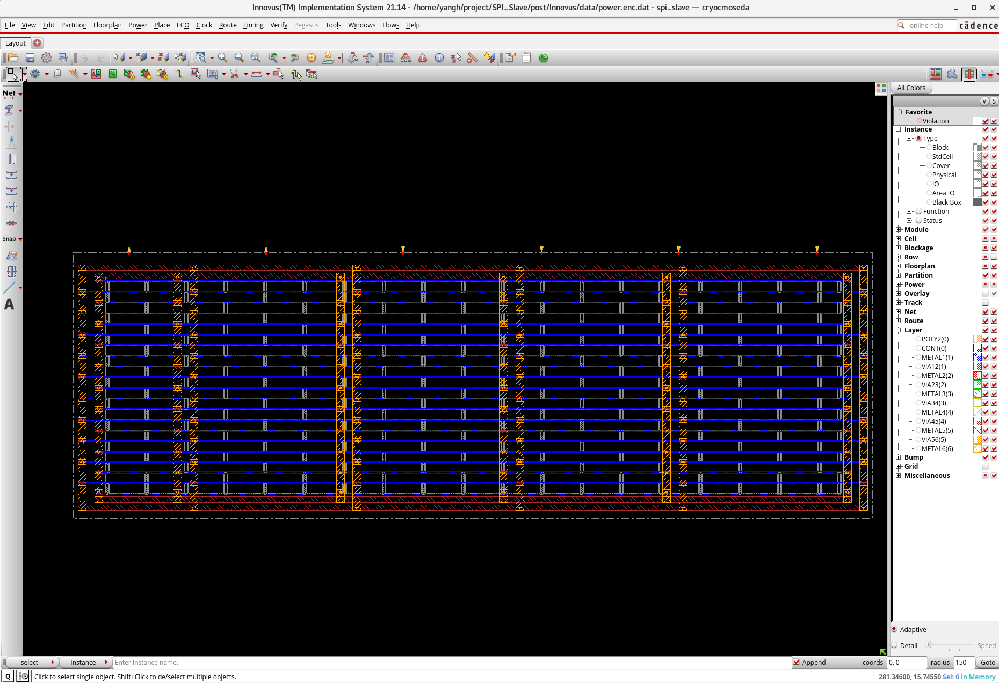 Innovus(TM) Implementation System 21.14 - /home/yangh/project/SPI_Slave/post/Innovus/data/power.enc.dat - spi_slave — cryocmoseda
File View Edit Partition Floorplan Power Place ECO Clock Route Timing Verify Pegasus Tools Windows Flows Help
online help
cādence
Layout
Net
Snap
A
All Colors
V S
Favorite
Violation
Instance
Type
Block
StdCell
Cover
Physical
IO
Area IO
Black Box
Function
Status
Module
Cell
Blockage
Row
Floorplan
Partition
Power
Overlay
Track
Net
Route
Layer
POLY2(0)
CONT(0)
METAL1(1)
VIA12(1)
METAL2(2)
VIA23(2)
METAL3(3)
VIA34(3)
METAL4(4)
VIA45(4)
METAL5(5)
VIA56(5)
METAL6(6)
Bump
Grid
Miscellaneous
Adaptive
Detail Speed
select Instance Enter Instance name. Append coords 0, 0 radius 150 Goto
Q Click to select single object. Shift+Click to de/select multiple objects. 281.34600, 15.74550 Sel: 0 In Memory